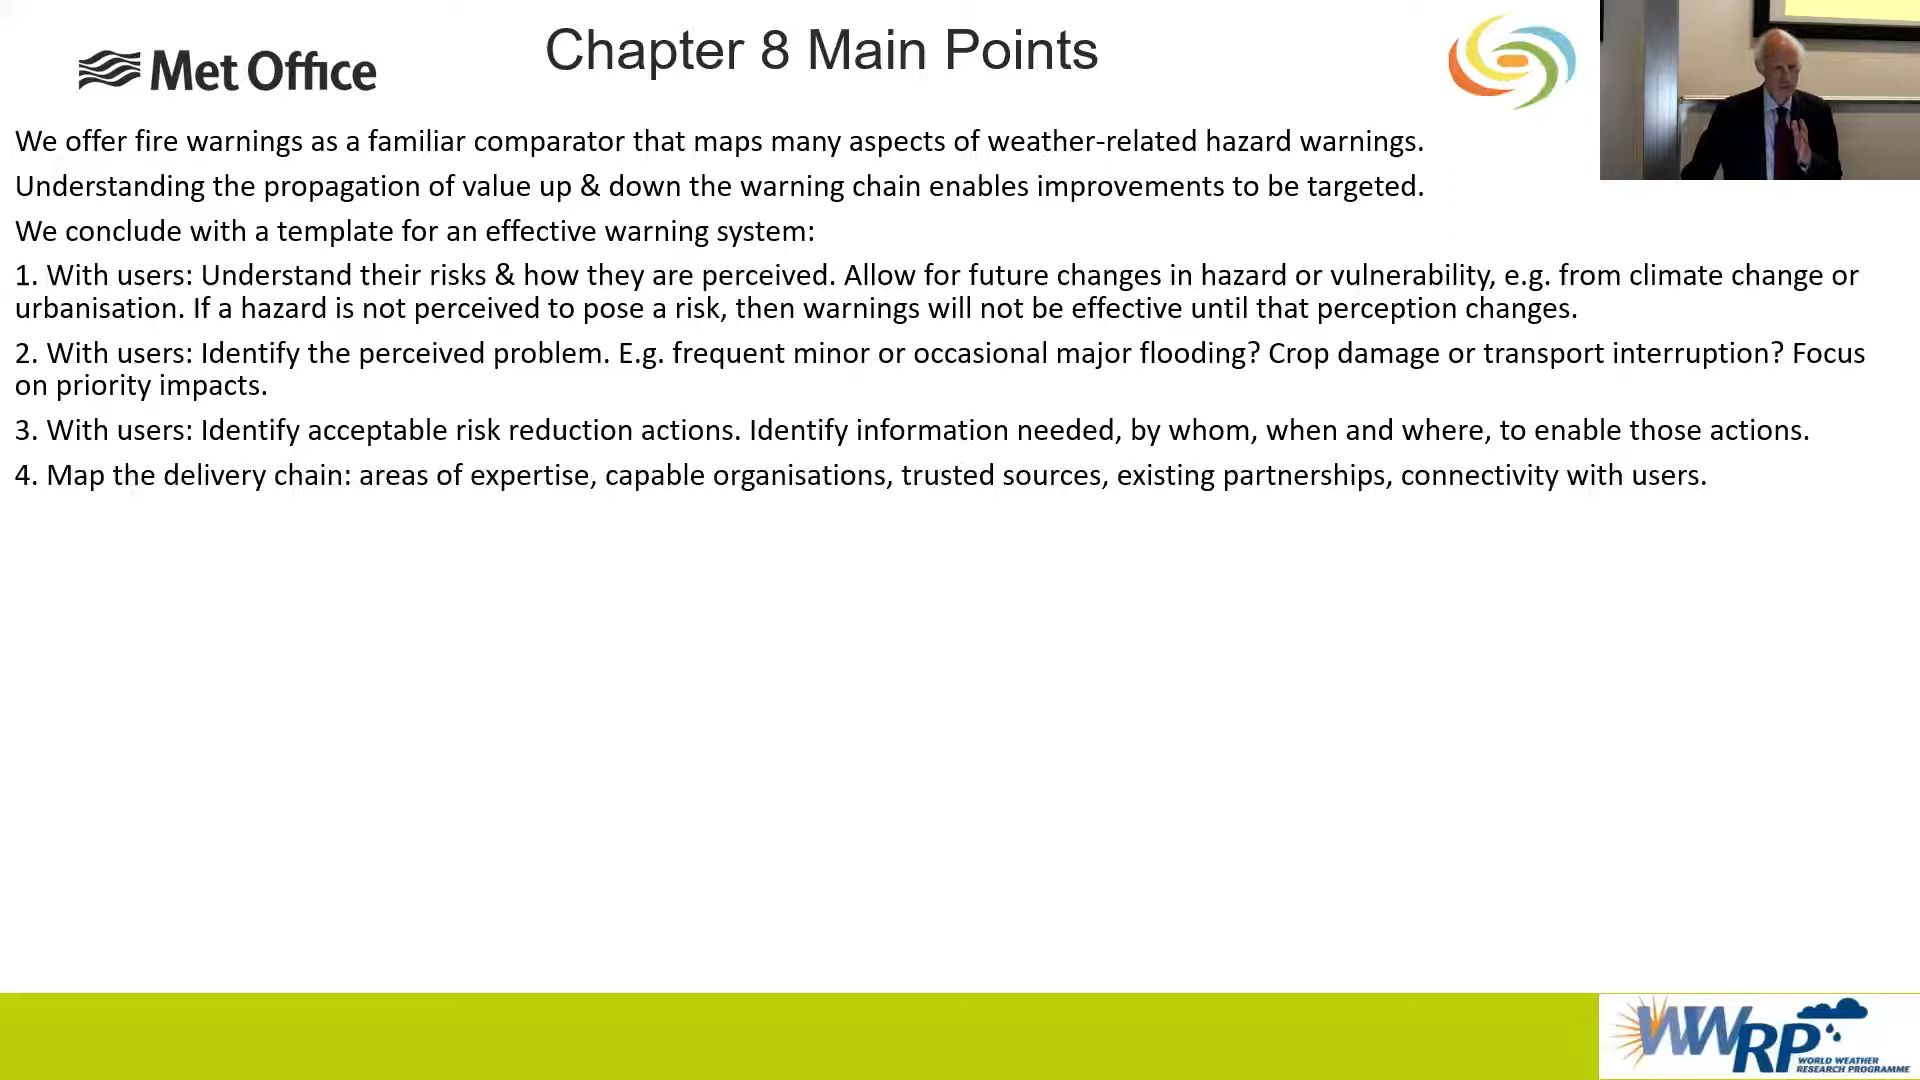 Chapter 8 Main Points
Met Office
We offer fire warnings as a familiar comparator that maps many aspects of weather-related hazard warnings.
Understanding the propagation of value up & down the warning chain enables improvements to be targeted.
We conclude with a template for an effective warning system:
1. With users: Understand their risks & how they are perceived. Allow for future changes in hazard or vulnerability, e.g. from climate change or
urbanisation. If a hazard is not perceived to pose a risk, then warnings will not be effective until that perception changes.
2. With users: Identify the perceived problem. E.g. frequent minor or occasional major flooding? Crop damage or transport interruption? Focus
on priority impacts.
3. With users: Identify acceptable risk reduction actions. Identify information needed, by whom, when and where, to enable those actions.
4. Map the delivery chain: areas of expertise, capable organisations, trusted sources, existing partnerships, connectivity with users.
WWRP
WORLD WEATHER
RESEARCH PROGRAMME